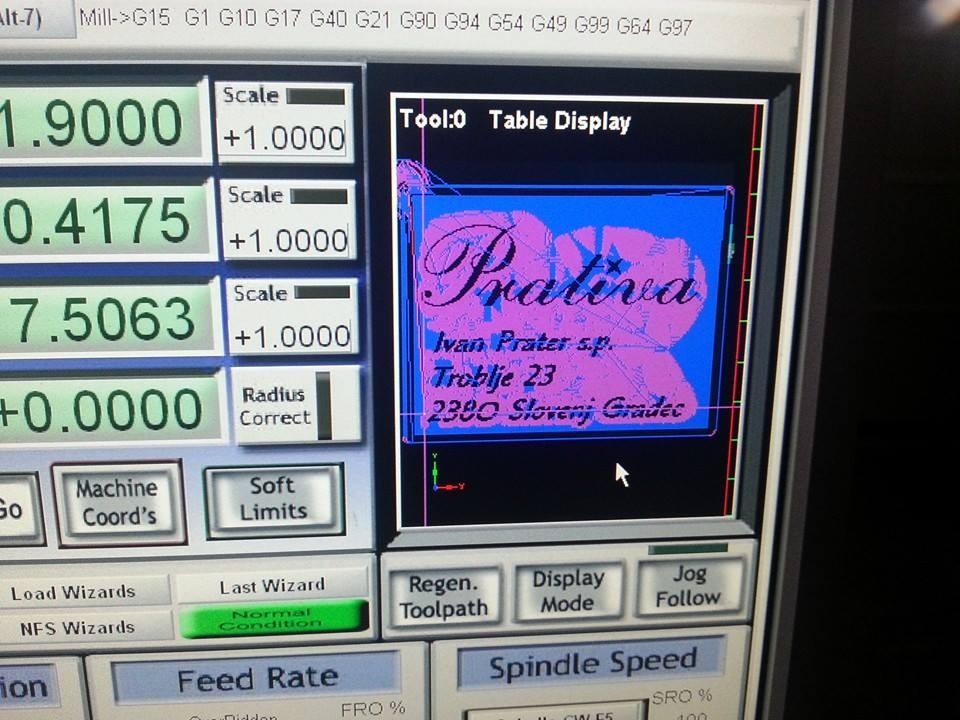 Alt-7) Mill->G15 G1 G10 G17 G40 G21 G90 G94 G54 G49 G99 G64 G97
1.9000
Scale
+1.0000
0.4175
Scale
+1.0000
7.5063
Scale
+1.0000
+0.0000
Radius
Correct
Go
Machine
Coord's
Soft
Limits
Load Wizards
Last Wizard
NFS Wizards
Normal
Condition
ion
Feed Rate
FRO %
Tool:0 Table Display
Prativa
Ivan Prater s.p.
Troblje 23
2380 Slovenj Gradec
Y
Regen.
Toolpath
Display
Mode
Jog
Follow
Spindle Speed
SRO %
100